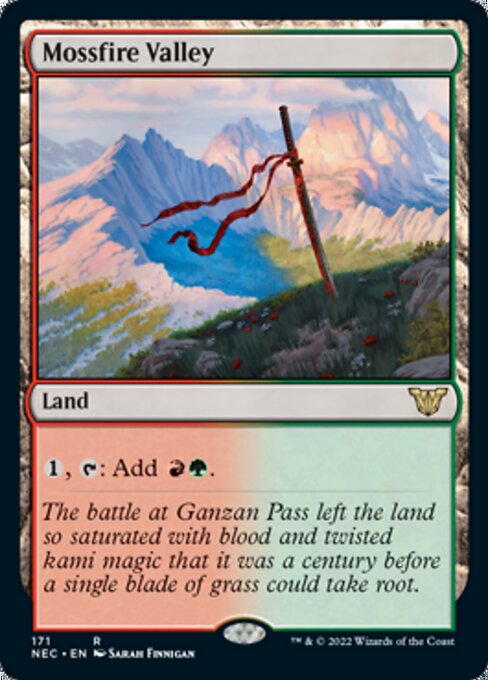 Mossfire Valley
Land
1, : Add .
The battle at Ganzan Pass left the land
so saturated with blood and twisted
kami magic that it was a century before
a single blade of grass could take root.
171 R
NEC • EN Sarah Finnigan
™ & © 2022 Wizards of the Coast